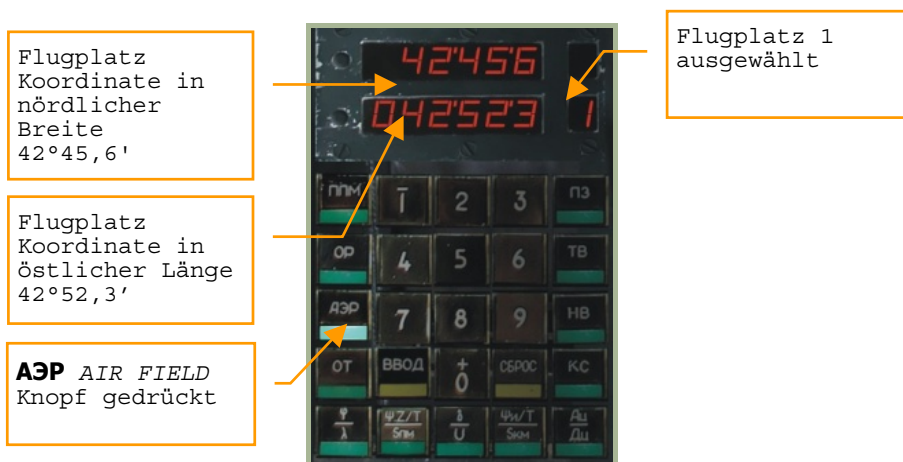 Flugplatz
Koordinate in
nördlicher
Breite
42°45,6'
Flugplatz
Koordinate in
östlicher Länge
42°52,3’
АЭР AIR FIELD
Knopf gedrückt
Flugplatz 1
ausgewählt
42°45'6
042°52'3 1
ППМ 1 2 3 ПЗ
ОР 4 5 6 ТВ
АЭР 7 8 9 НВ
ОТ ВВОД + 0 СБРОС КС
φ/λ ΨZ/T Sпм δ/U Ψи/T Sкм Aц/Дц